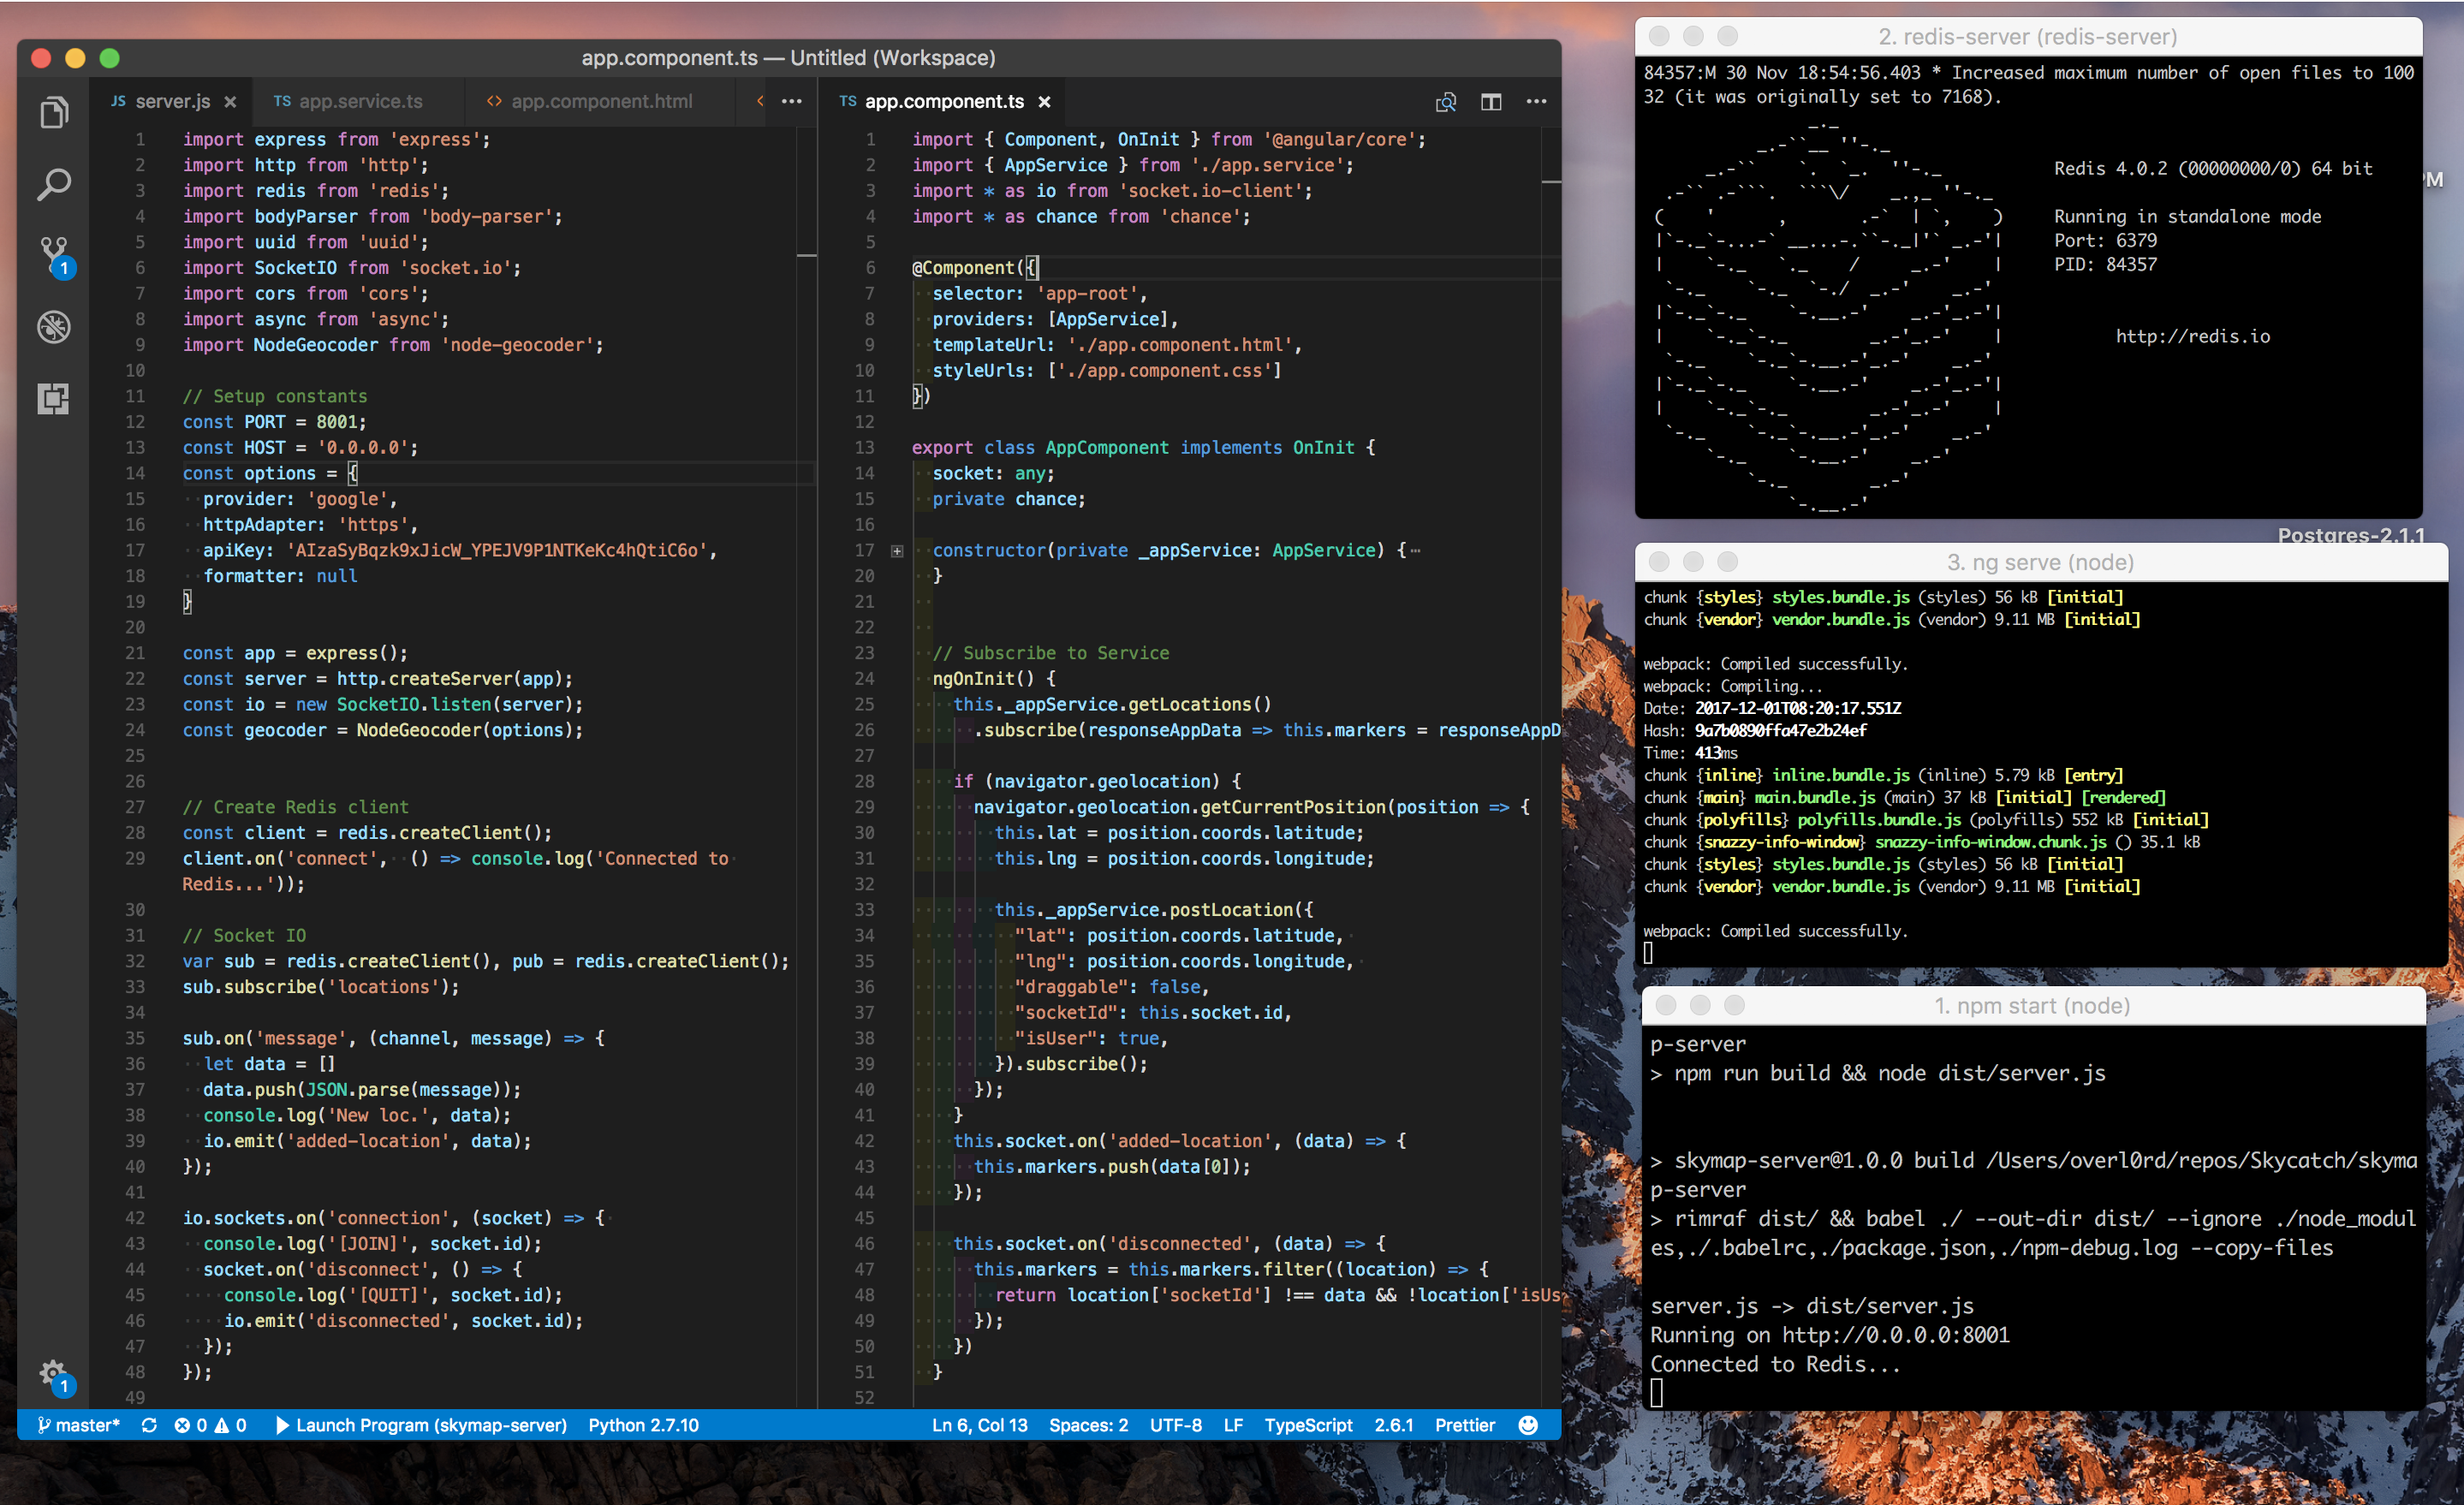 app.component.ts — Untitled (Workspace)
JS server.js × TS app.service.ts <> app.component.html < ···
1 import express from 'express';
2 import http from 'http';
3 import redis from 'redis';
4 import bodyParser from 'body-parser';
5 import uuid from 'uuid';
6 import SocketIO from 'socket.io';
7 import cors from 'cors';
8 import async from 'async';
9 import NodeGeocoder from 'node-geocoder';
10
11 // Setup constants
12 const PORT = 8001;
13 const HOST = '0.0.0.0';
14 const options = {
15 provider: 'google',
16 httpAdapter: 'https',
17 apiKey: 'AIzaSyBqzk9xJicW_YPEJV9P1NTKeKc4hQtiC6o',
18 formatter: null
19 }
20
21 const app = express();
22 const server = http.createServer(app);
23 const io = new SocketIO.listen(server);
24 const geocoder = NodeGeocoder(options);
25
26
27 // Create Redis client
28 const client = redis.createClient();
29 client.on('connect', () => console.log('Connected to
Redis...'));
30
31 // Socket IO
32 var sub = redis.createClient(), pub = redis.createClient();
33 sub.subscribe('locations');
34
35 sub.on('message', (channel, message) => {
36 let data = []
37 data.push(JSON.parse(message));
38 console.log('New loc.', data);
39 io.emit('added-location', data);
40 });
41
42 io.sockets.on('connection', (socket) => {
43 console.log('[JOIN]', socket.id);
44 socket.on('disconnect', () => {
45 console.log('[QUIT]', socket.id);
46 io.emit('disconnected', socket.id);
47 });
48 });
49
TS app.component.ts × ···
1 import { Component, OnInit } from '@angular/core';
2 import { AppService } from './app.service';
3 import * as io from 'socket.io-client';
4 import * as chance from 'chance';
5
6 @Component({
7 selector: 'app-root',
8 providers: [AppService],
9 templateUrl: './app.component.html',
10 styleUrls: ['./app.component.css']
11 })
12
13 export class AppComponent implements OnInit {
14 socket: any;
15 private chance;
16
17 constructor(private _appService: AppService) {⋯
20 }
21
22
23 // Subscribe to Service
24 ngOnInit() {
25 this._appService.getLocations()
26 .subscribe(responseAppData => this.markers = responseAppD
27
28 if (navigator.geolocation) {
29 navigator.geolocation.getCurrentPosition(position => {
30 this.lat = position.coords.latitude;
31 this.lng = position.coords.longitude;
32
33 this._appService.postLocation({
34 "lat": position.coords.latitude,
35 "lng": position.coords.longitude,
36 "draggable": false,
37 "socketId": this.socket.id,
38 "isUser": true,
39 }).subscribe();
40 });
41 }
42 this.socket.on('added-location', (data) => {
43 this.markers.push(data[0]);
44 });
45
46 this.socket.on('disconnected', (data) => {
47 this.markers = this.markers.filter((location) => {
48 return location['socketId'] !== data && !location['isUs
49 });
50 })
51 }
52
1
1
master* 0 0 Launch Program (skymap-server) Python 2.7.10 Ln 6, Col 13 Spaces: 2 UTF-8 LF TypeScript 2.6.1 Prettier
2. redis-server (redis-server)
84357:M 30 Nov 18:54:56.403 * Increased maximum number of open files to 100
32 (it was originally set to 7168).
Redis 4.0.2 (00000000/0) 64 bit
Running in standalone mode
Port: 6379
PID: 84357
http://redis.io
PM
Postgres-2.1.1
3. ng serve (node)
chunk {styles} styles.bundle.js (styles) 56 kB [initial]
chunk {vendor} vendor.bundle.js (vendor) 9.11 MB [initial]
webpack: Compiled successfully.
webpack: Compiling...
Date: 2017-12-01T08:20:17.551Z
Hash: 9a7b0890ffa47e2b24ef
Time: 413ms
chunk {inline} inline.bundle.js (inline) 5.79 kB [entry]
chunk {main} main.bundle.js (main) 37 kB [initial] [rendered]
chunk {polyfills} polyfills.bundle.js (polyfills) 552 kB [initial]
chunk {snazzy-info-window} snazzy-info-window.chunk.js () 35.1 kB
chunk {styles} styles.bundle.js (styles) 56 kB [initial]
chunk {vendor} vendor.bundle.js (vendor) 9.11 MB [initial]
webpack: Compiled successfully.
1. npm start (node)
p-server
> npm run build && node dist/server.js
> skymap-server@1.0.0 build /Users/overl0rd/repos/Skycatch/skyma
p-server
> rimraf dist/ && babel ./ --out-dir dist/ --ignore ./node_modul
es,./.babelrc,./package.json,./npm-debug.log --copy-files
server.js -> dist/server.js
Running on http://0.0.0.0:8001
Connected to Redis...